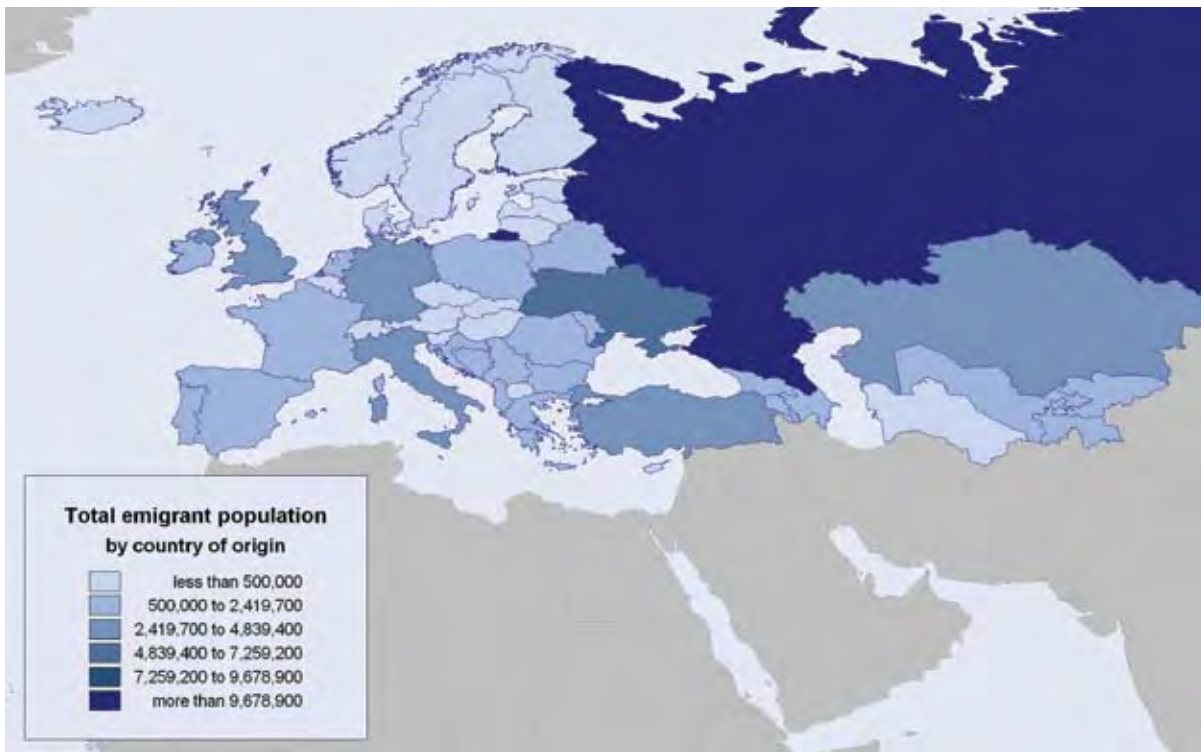 Total emigrant population
by country of origin
less than 500,000
500,000 to 2,419,700
2,419,700 to 4,839,400
4,839,400 to 7,259,200
7,259,200 to 9,678,900
more than 9,678,900